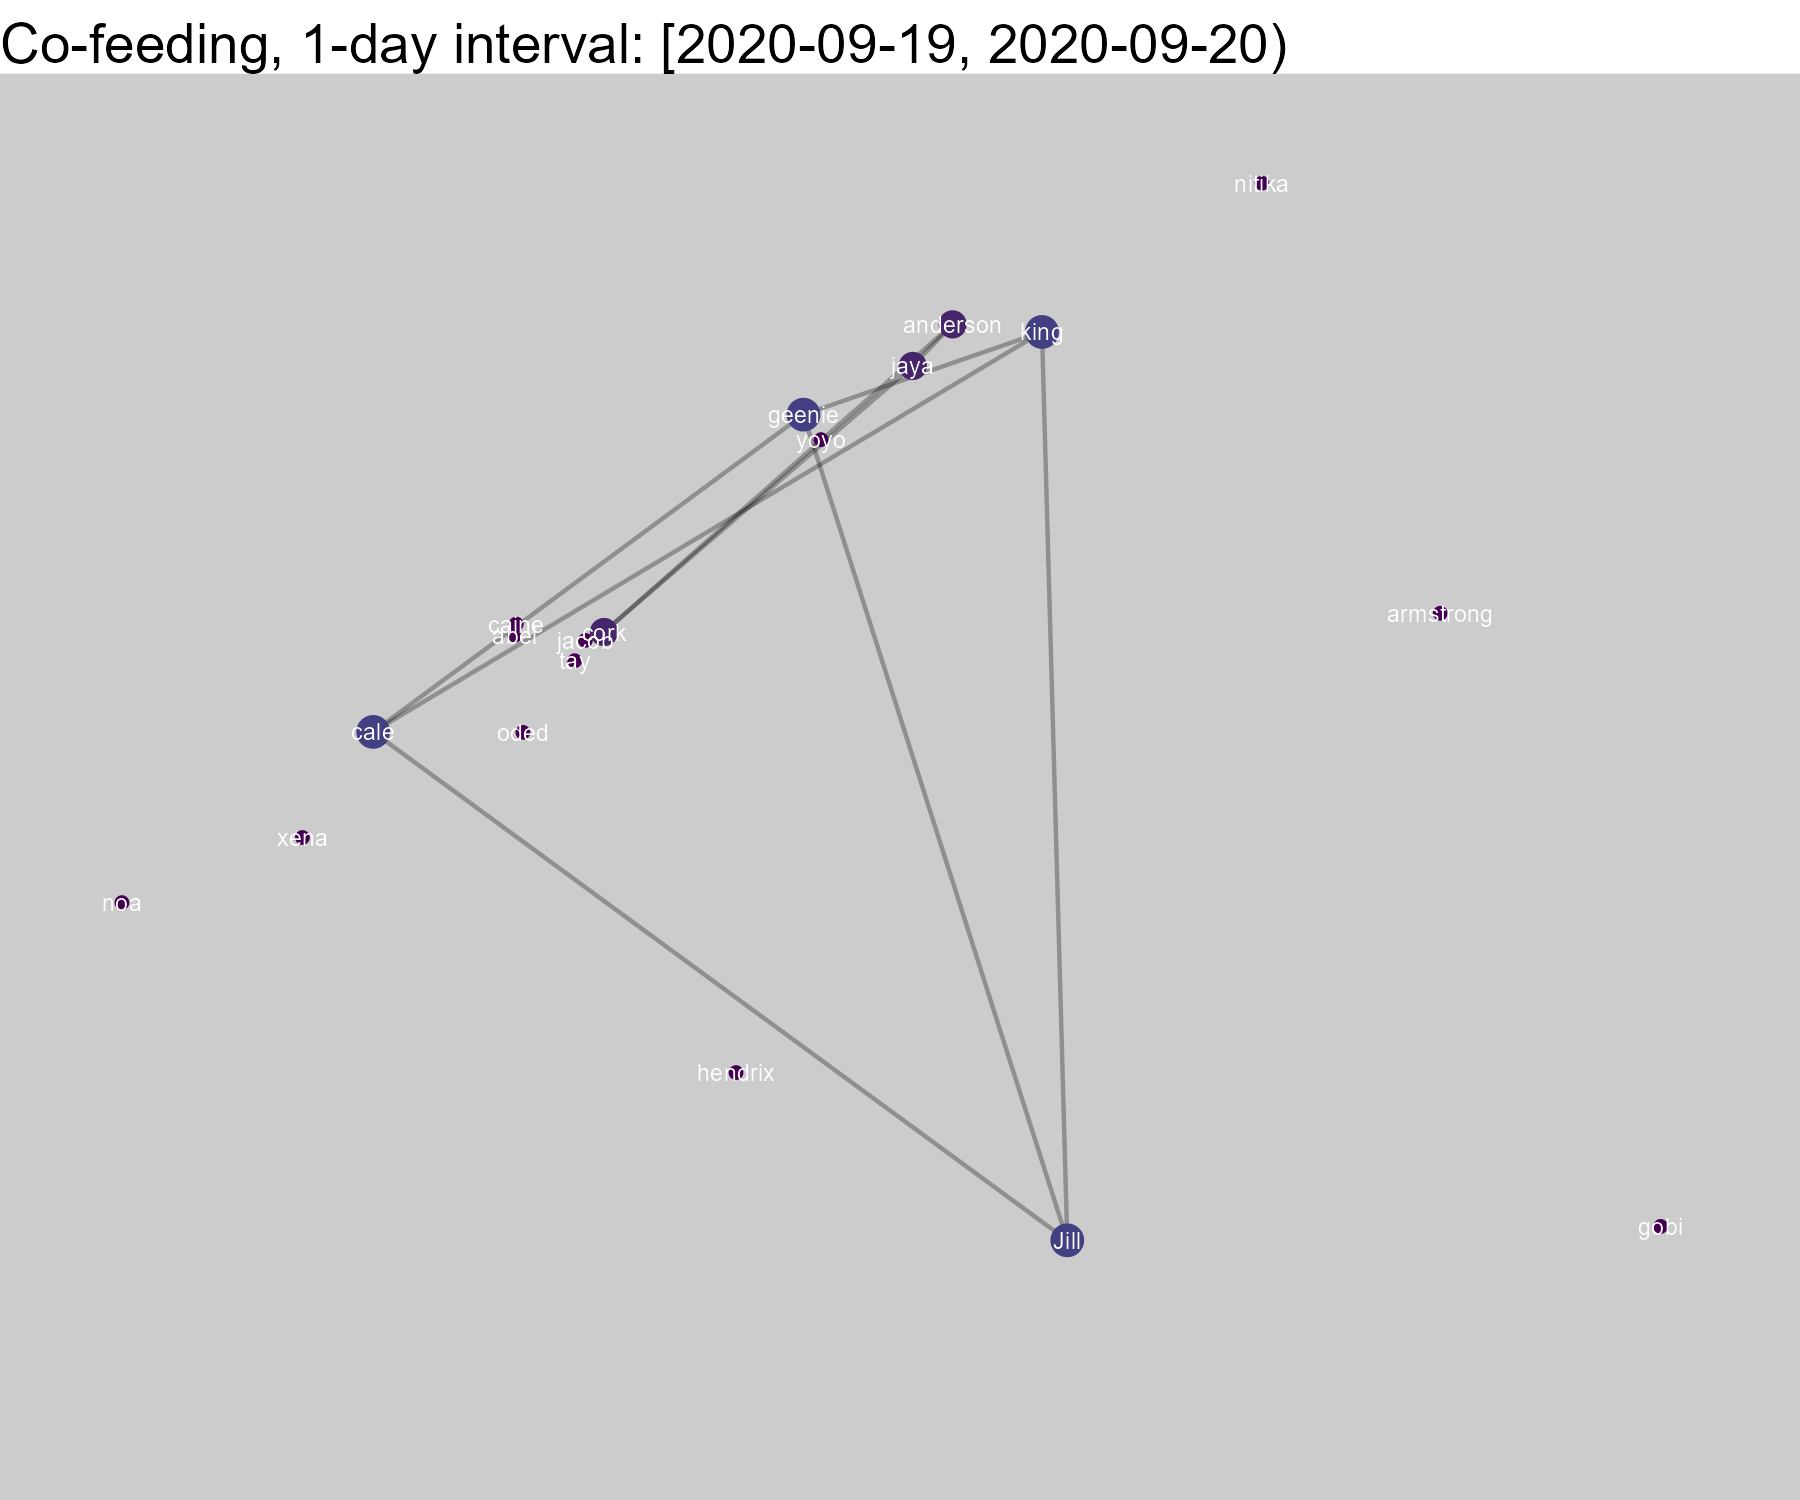 Co-feeding, 1-day interval: [2020-09-19, 2020-09-20)
nitika
anderson
king
jaya
geenie
yoyo
armstrong
caine
abel
cork
jacob
tay
cale
oded
xena
noa
hendrix
gobi
Jill